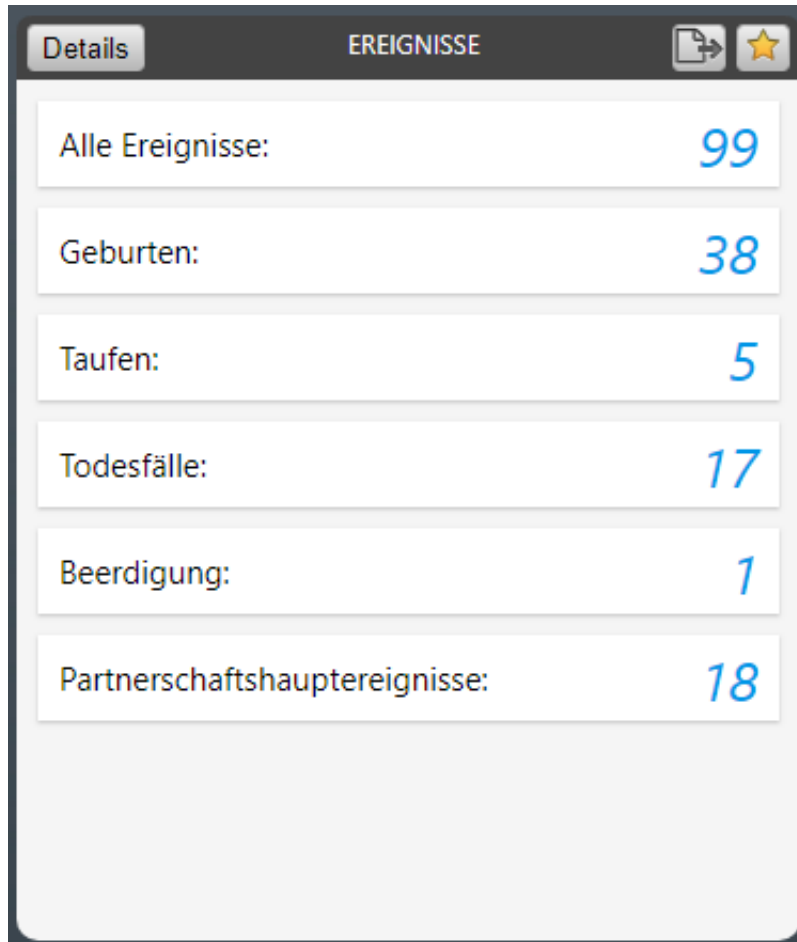 Details EREIGNISSE
Alle Ereignisse: 99
Geburten: 38
Taufen: 5
Todesfälle: 17
Beerdigung: 1
Partnerschaftshauptereignisse: 18